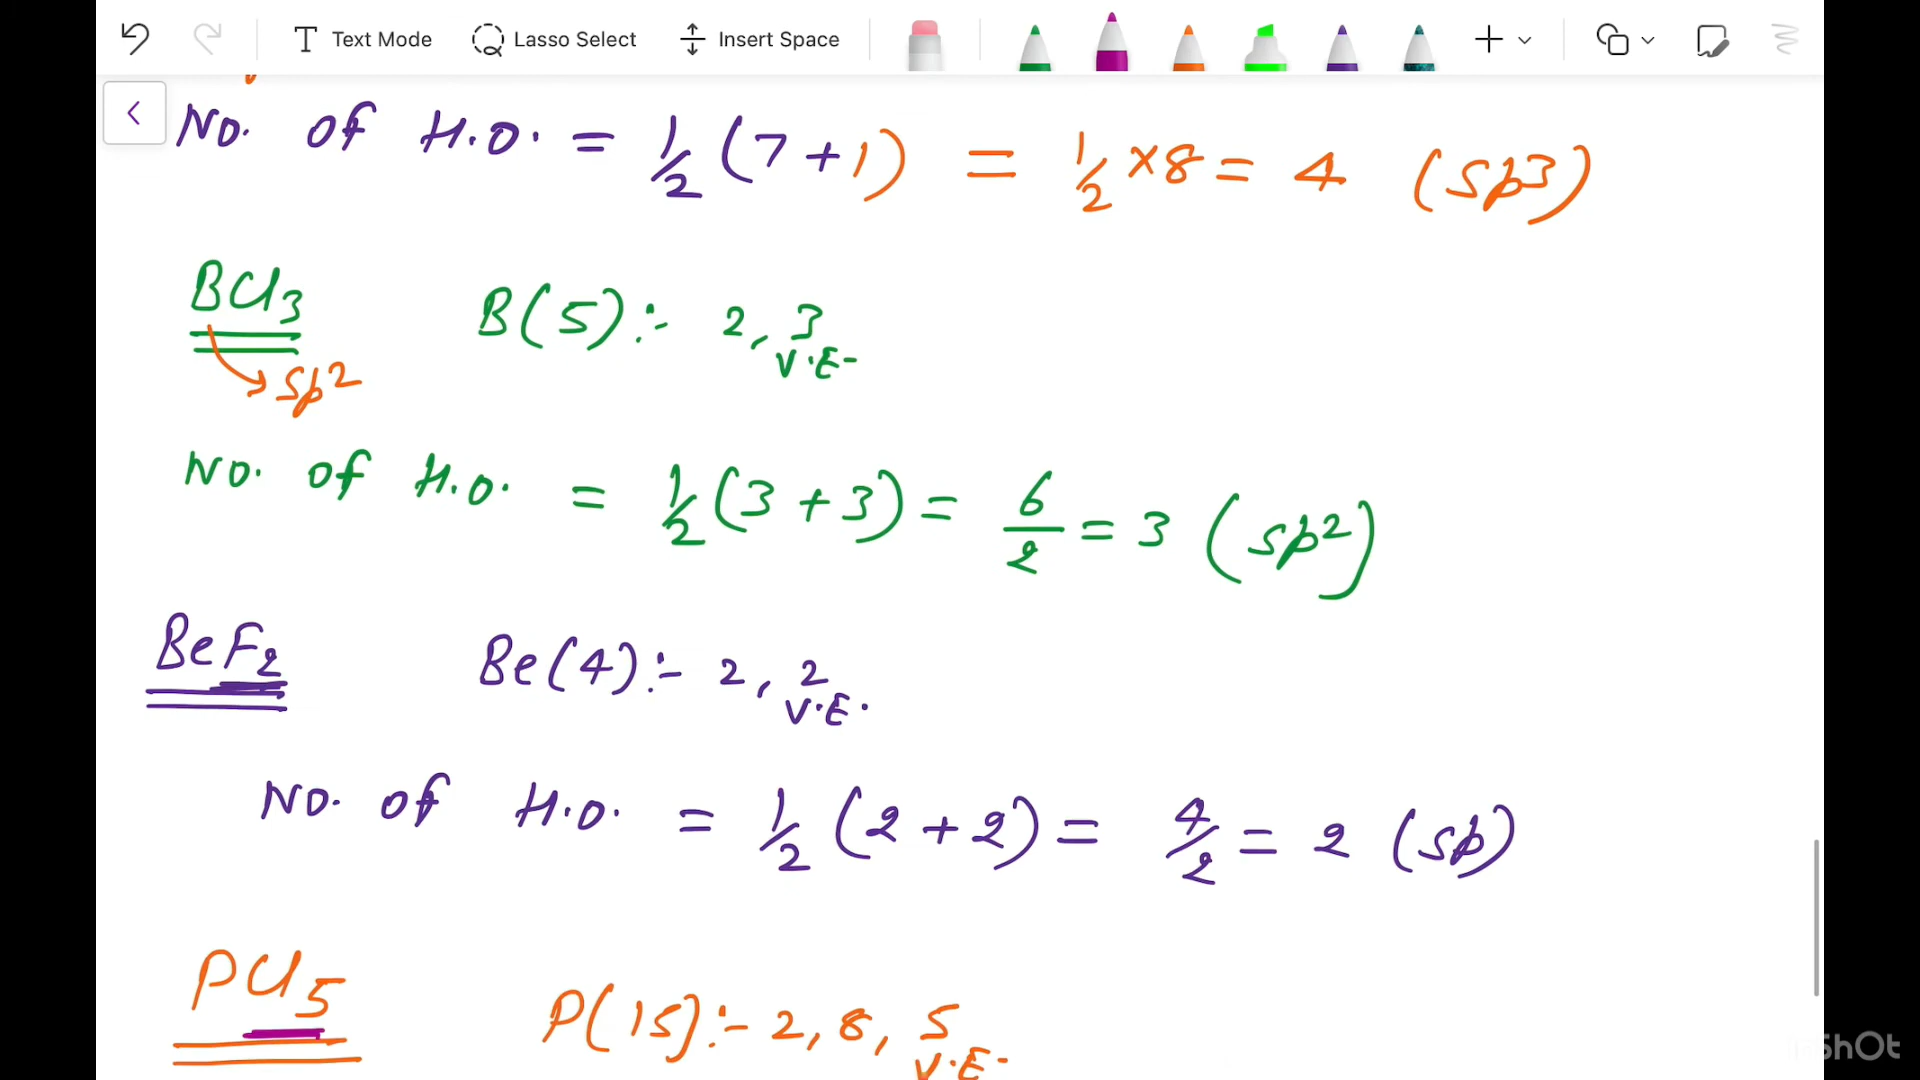 Text Mode Lasso Select Insert Space
No. of H.O. = 1/2 (7 + 1) = 1/2 × 8 = 4 (sp3)
BCl3 B(5) :- 2, 3
V.E-
sp2
No. of H.O. = 1/2 (3 + 3) = 6/2 = 3 (sp2)
BeF2 Be(4) :- 2, 2
V.E.
No. of H.O. = 1/2 (2 + 2) = 4/2 = 2 (sp)
PCl5 P(15) :- 2, 8, 5
V.E-